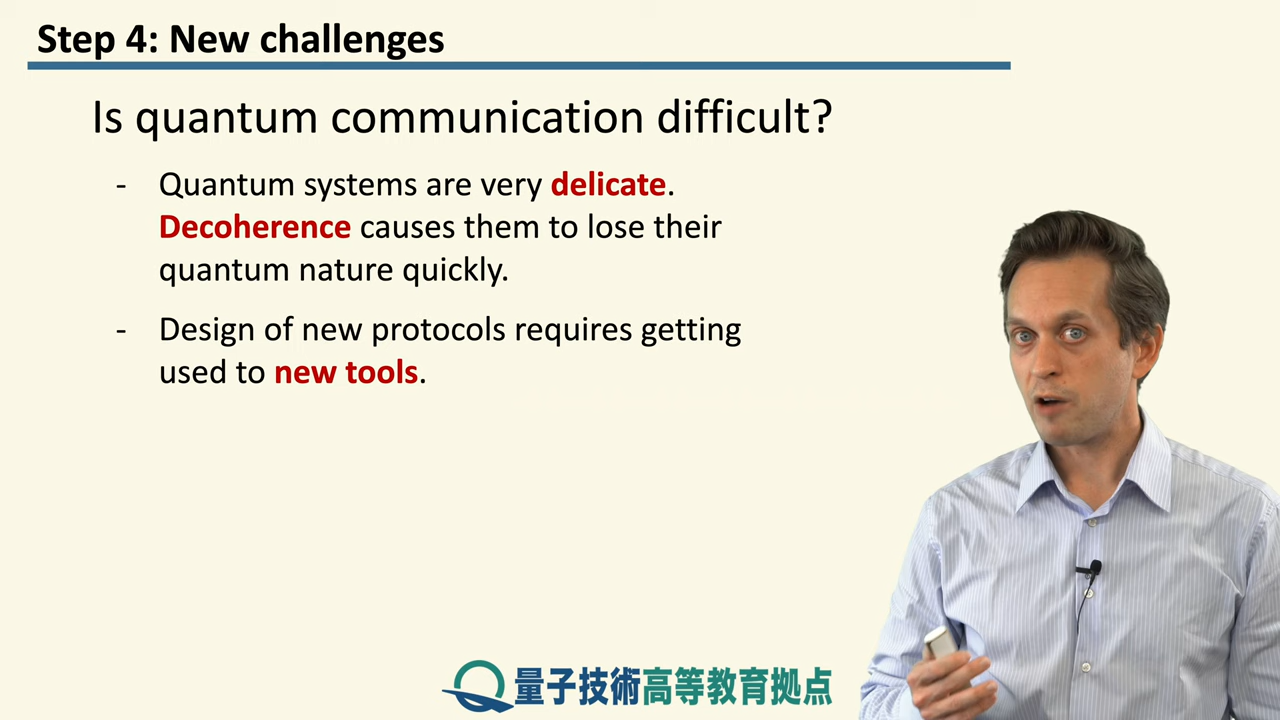 Step 4: New challenges
Is quantum communication difficult?
- Quantum systems are very delicate.
Decoherence causes them to lose their
quantum nature quickly.
- Design of new protocols requires getting
used to new tools.
量子技術高等教育拠点